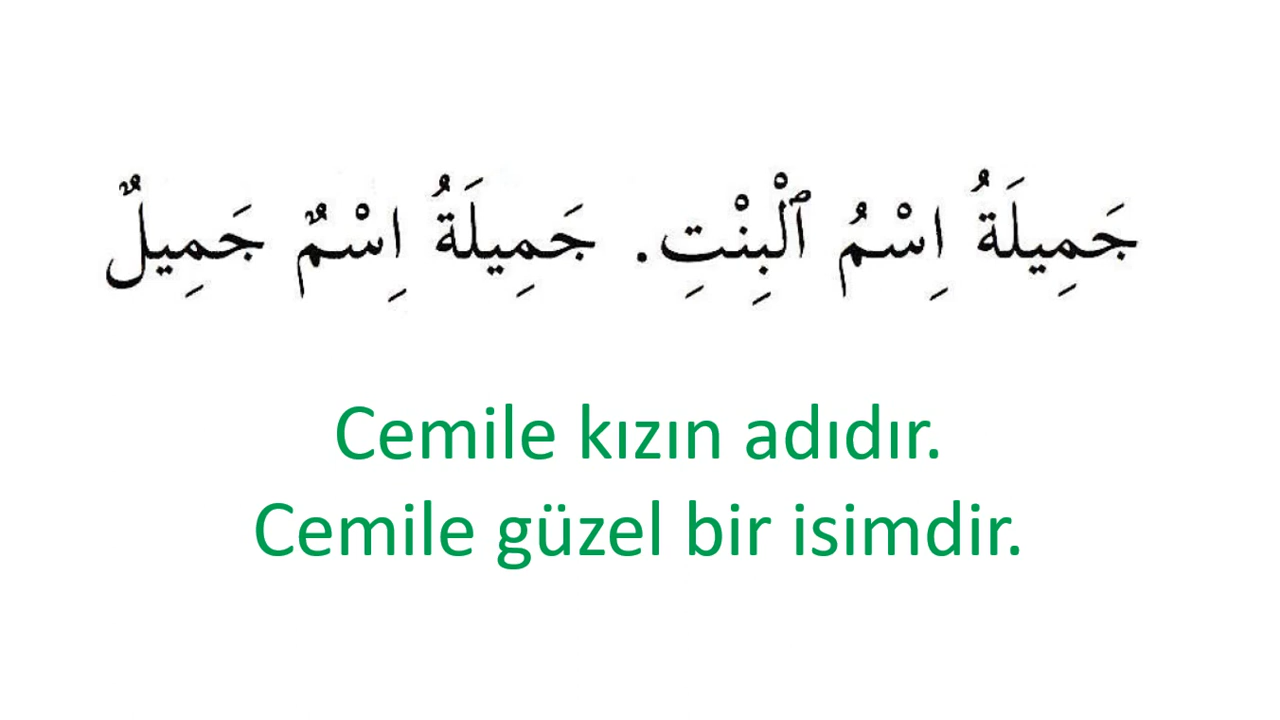 جَمِيلَةُ اِسْمُ ٱلْبِنْتِ. جَمِيلَةُ اِسْمٌ جَمِيلٌ
Cemile kızın adıdır.
Cemile güzel bir isimdir.